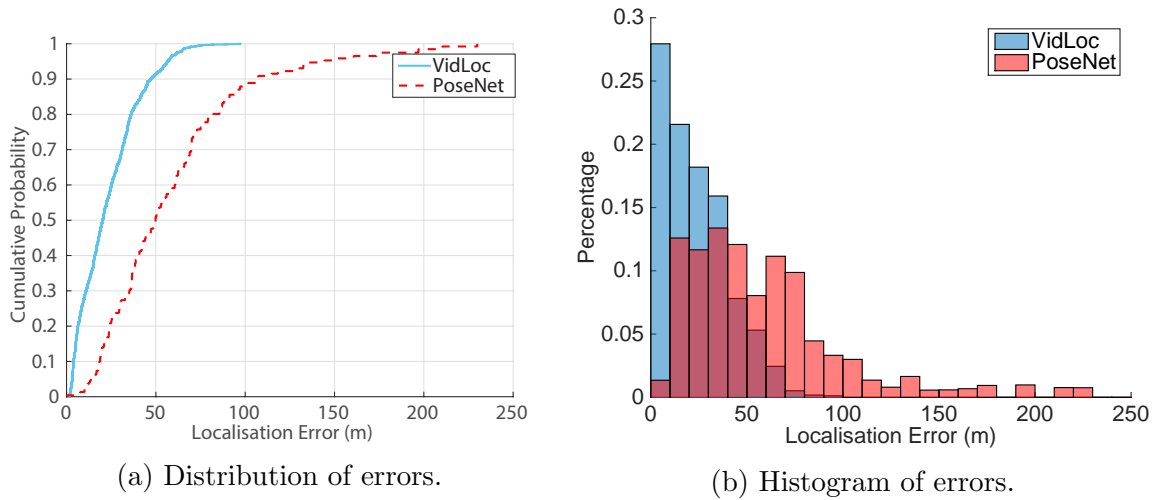 1
0.9
0.8
0.7
0.6
0.5
0.4
0.3
0.2
0.1
0
Cumulative Probability
VidLoc
PoseNet
0 50 100 150 200 250
Localisation Error (m)
(a) Distribution of errors.
0.3
0.25
0.2
0.15
0.1
0.05
0
Percentage
VidLoc
PoseNet
0 50 100 150 200 250
Localisation Error (m)
(b) Histogram of errors.